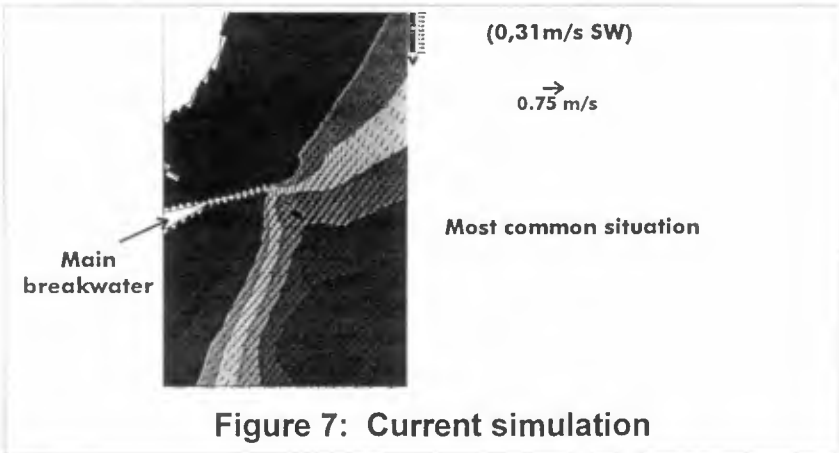 (0,31m/s SW)
0.75 m/s
Most common situation
Main
breakwater
Figure 7: Current simulation